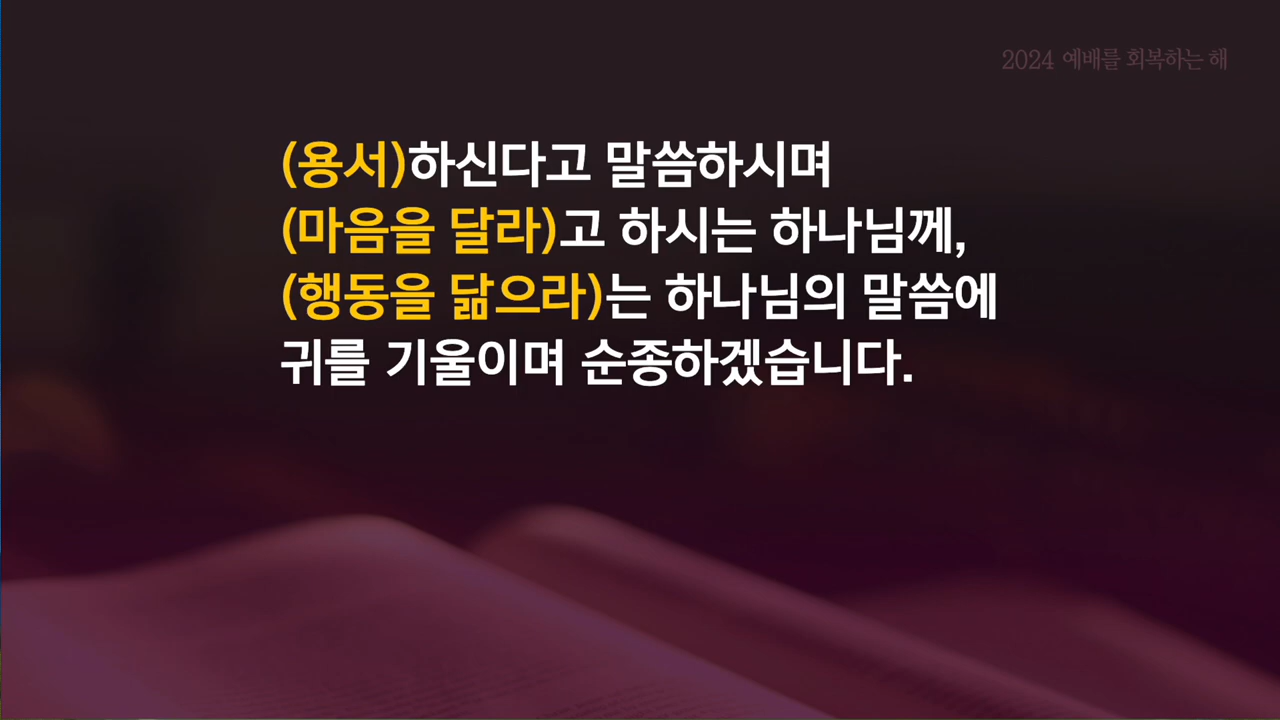 2024 예배를 회복하는 해
(용서)하신다고 말씀하시며
(마음을 달라)고 하시는 하나님께,
(행동을 닮으라)는 하나님의 말씀에
귀를 기울이며 순종하겠습니다.